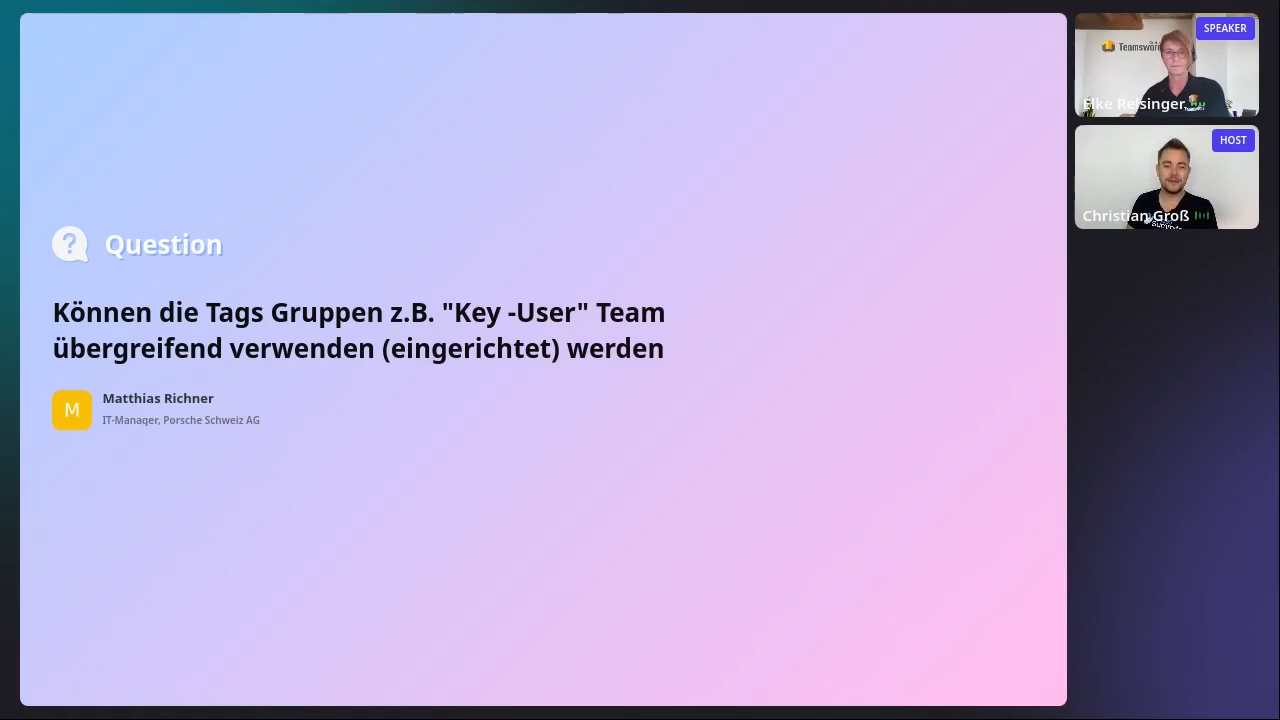 Question
Können die Tags Gruppen z.B. "Key -User" Team
übergreifend verwenden (eingerichtet) werden
M
Matthias Richner
IT-Manager, Porsche Schweiz AG
SPEAKER
Teamsware
Elke Reisinger
HOST
Christian Groß